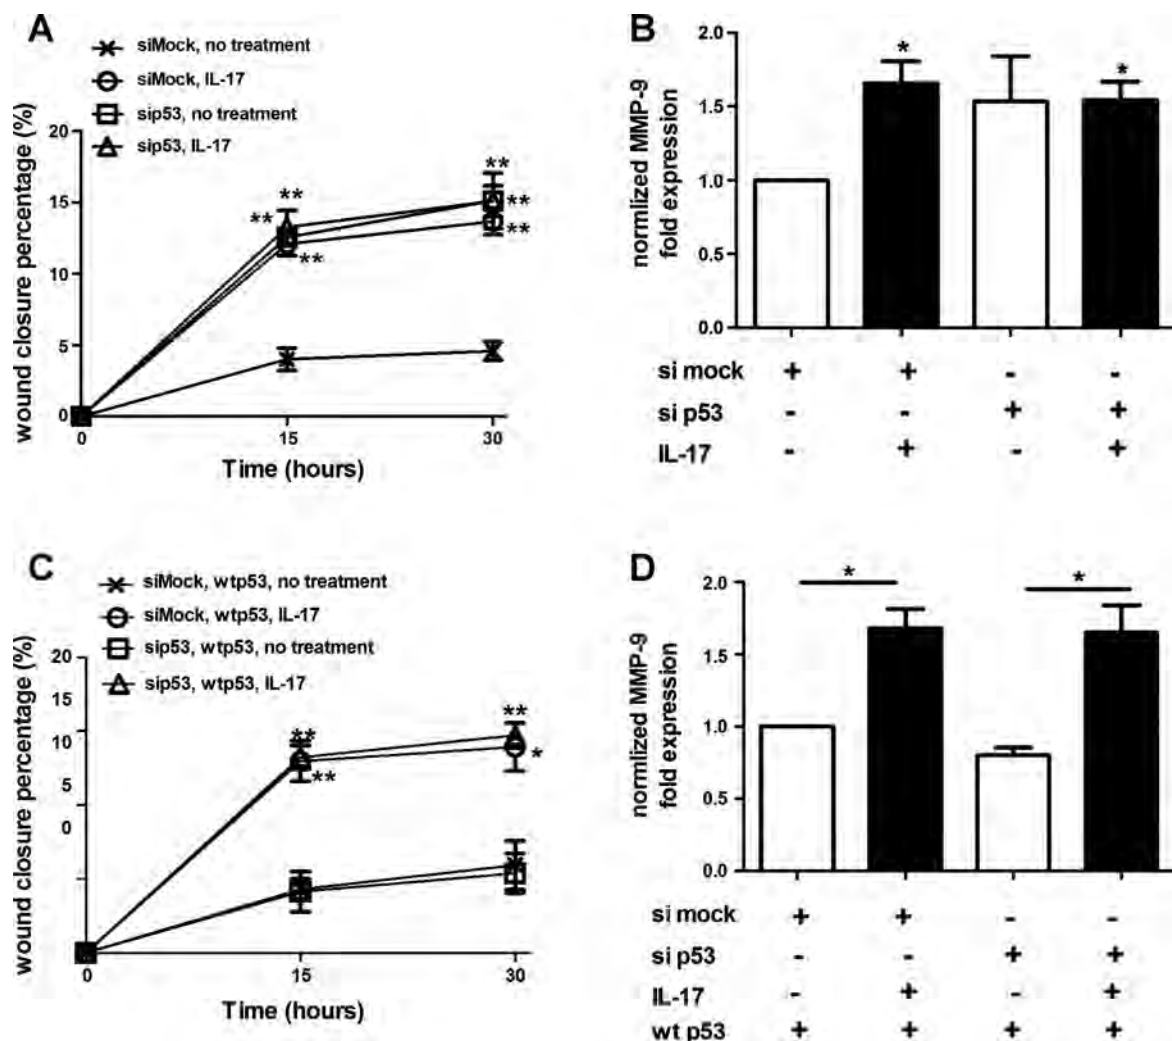 A
siMock, no treatment
siMock, IL-17
sip53, no treatment
sip53, IL-17
wound closure percentage (%)
20
15
10
5
0
** ** ** ** ** **
0 15 30
Time (hours)
B
normlized MMP-9
fold expression
2.0
1.5
1.0
0.5
0.0
* *
si mock + + - -
si p53 - - + +
IL-17 - + - +
C
siMock, wtp53, no treatment
siMock, wtp53, IL-17
sip53, wtp53, no treatment
sip53, wtp53, IL-17
wound closure percentage (%)
20
15
10
5
0
** ** ** *
0 15 30
Time (hours)
D
normlized MMP-9
fold expression
2.0
1.5
1.0
0.5
0.0
* *
si mock + + - -
si p53 - - + +
IL-17 - + - +
wt p53 + + + +